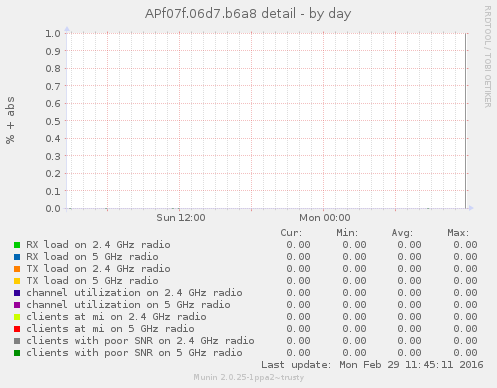 APf07f.06d7.b6a8 detail - by day
RRDTOOL / TOBI OETIKER
% + abs
1.0
0.9
0.8
0.7
0.6
0.5
0.4
0.3
0.2
0.1
0.0
Sun 12:00 Mon 00:00
Cur: Min: Avg: Max:
RX load on 2.4 GHz radio 0.00 0.00 0.00 0.00
RX load on 5 GHz radio 0.00 0.00 0.00 0.00
TX load on 2.4 GHz radio 0.00 0.00 0.00 0.00
TX load on 5 GHz radio 0.00 0.00 0.00 0.00
channel utilization on 2.4 GHz radio 0.00 0.00 0.00 0.00
channel utilization on 5 GHz radio 0.00 0.00 0.00 0.00
clients at mi on 2.4 GHz radio 0.00 0.00 0.00 0.00
clients at mi on 5 GHz radio 0.00 0.00 0.00 0.00
clients with poor SNR on 2.4 GHz radio 0.00 0.00 0.00 0.00
clients with poor SNR on 5 GHz radio 0.00 0.00 0.00 0.00
Last update: Mon Feb 29 11:45:11 2016
Munin 2.0.25-1ppa2~trusty